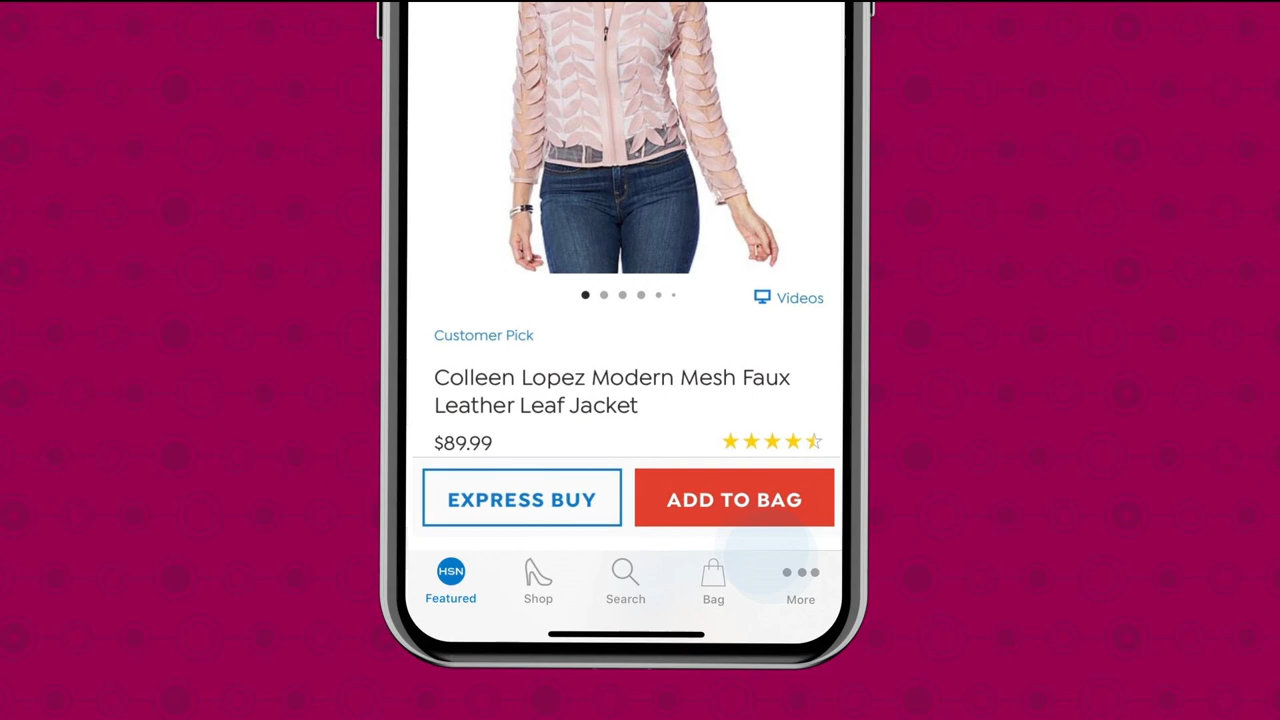 Videos
Customer Pick
Colleen Lopez Modern Mesh Faux
Leather Leaf Jacket
$89.99
EXPRESS BUY
ADD TO BAG
HSN
Featured
Shop
Search
Bag
More